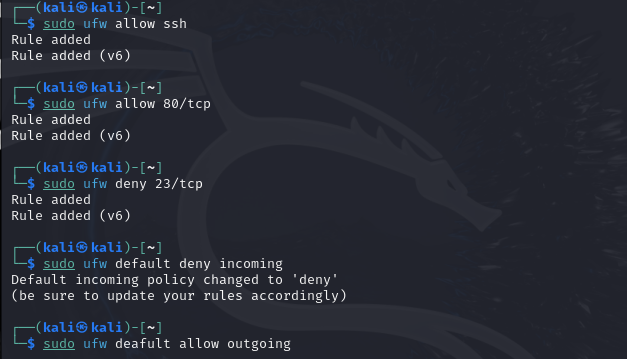 ┌──(kali㉿kali)-[~]
└─$ sudo ufw allow ssh
Rule added
Rule added (v6)
┌──(kali㉿kali)-[~]
└─$ sudo ufw allow 80/tcp
Rule added
Rule added (v6)
┌──(kali㉿kali)-[~]
└─$ sudo ufw deny 23/tcp
Rule added
Rule added (v6)
┌──(kali㉿kali)-[~]
└─$ sudo ufw default deny incoming
Default incoming policy changed to 'deny'
(be sure to update your rules accordingly)
┌──(kali㉿kali)-[~]
└─$ sudo ufw deafult allow outgoing